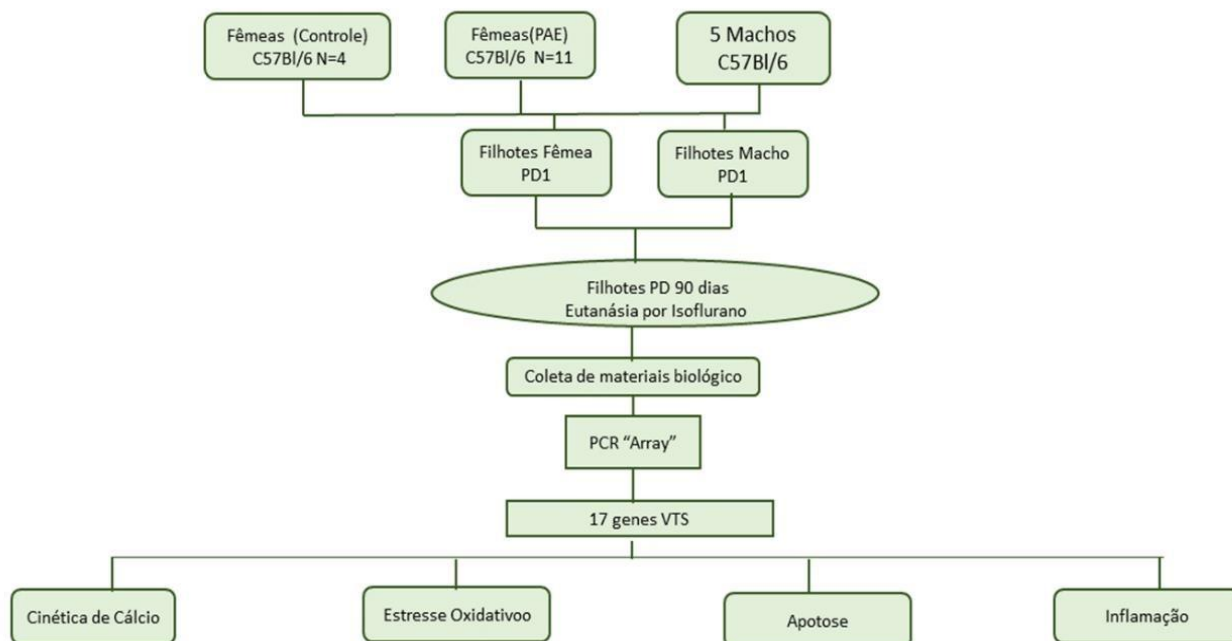 Fêmeas (Controle)
C57Bl/6 N=4
Fêmeas(PAE)
C57Bl/6 N=11
5 Machos
C57Bl/6
Filhotes Fêmea
PD1
Filhotes Macho
PD1
Filhotes PD 90 dias
Eutanásia por Isoflurano
Coleta de materiais biológico
PCR “Array”
17 genes VTS
Cinética de Cálcio
Estresse Oxidativoo
Apotose
Inflamação